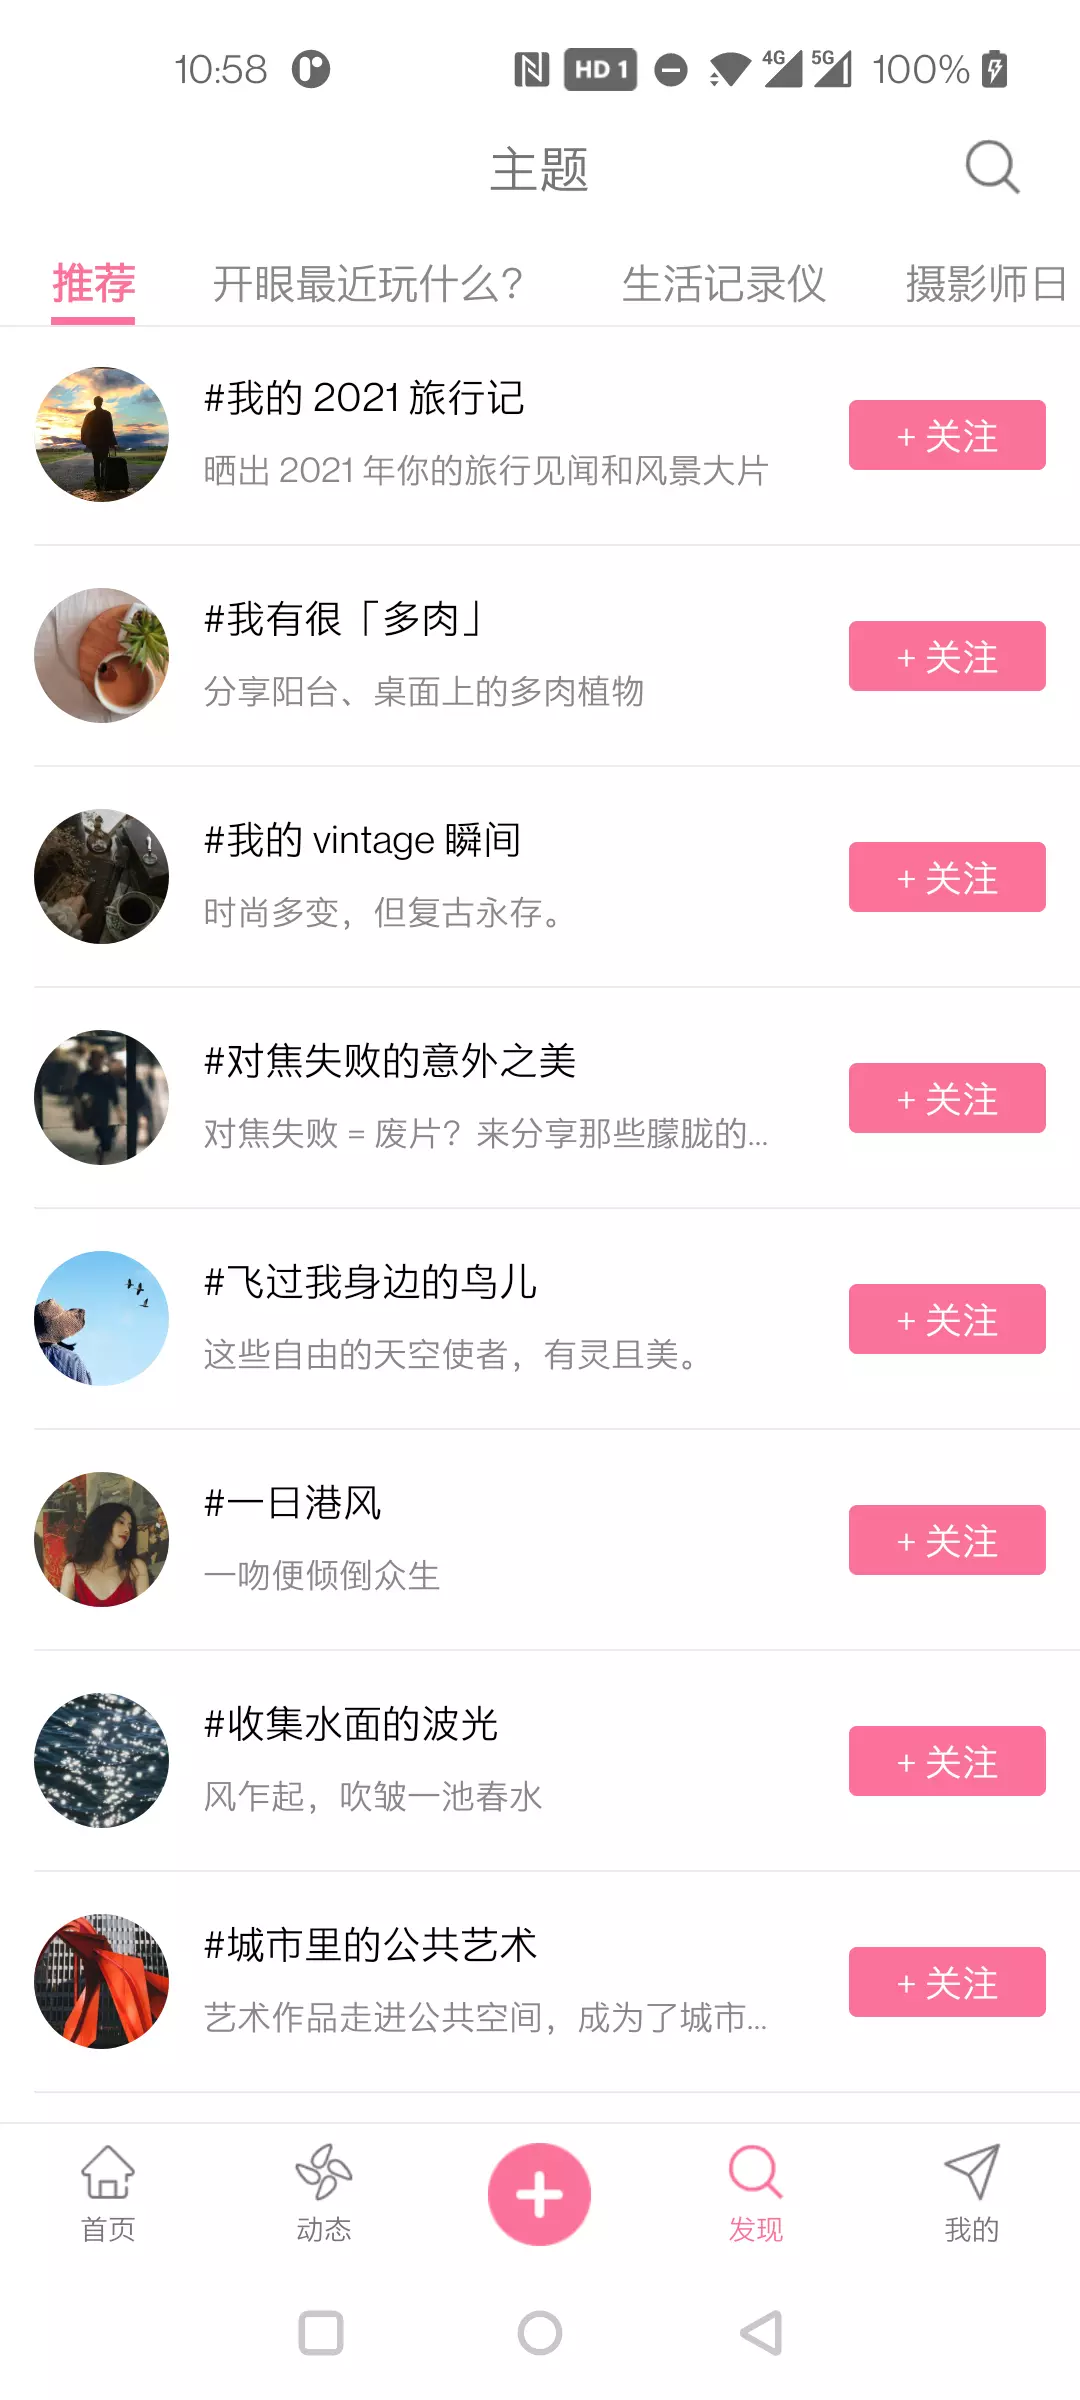 10:58
HD 1
4G
5G
100%
主题
推荐
开眼最近玩什么?
生活记录仪
摄影师日
#我的 2021 旅行记
晒出 2021 年你的旅行见闻和风景大片
+ 关注
#我有很「多肉」
分享阳台、桌面上的多肉植物
+ 关注
#我的 vintage 瞬间
时尚多变，但复古永存。
+ 关注
#对焦失败的意外之美
对焦失败 = 废片？来分享那些朦胧的...
+ 关注
#飞过我身边的鸟儿
这些自由的天空使者，有灵且美。
+ 关注
#一日港风
一吻便倾倒众生
+ 关注
#收集水面的波光
风乍起，吹皱一池春水
+ 关注
#城市里的公共艺术
艺术作品走进公共空间，成为了城市...
+ 关注
首页
动态
发现
我的